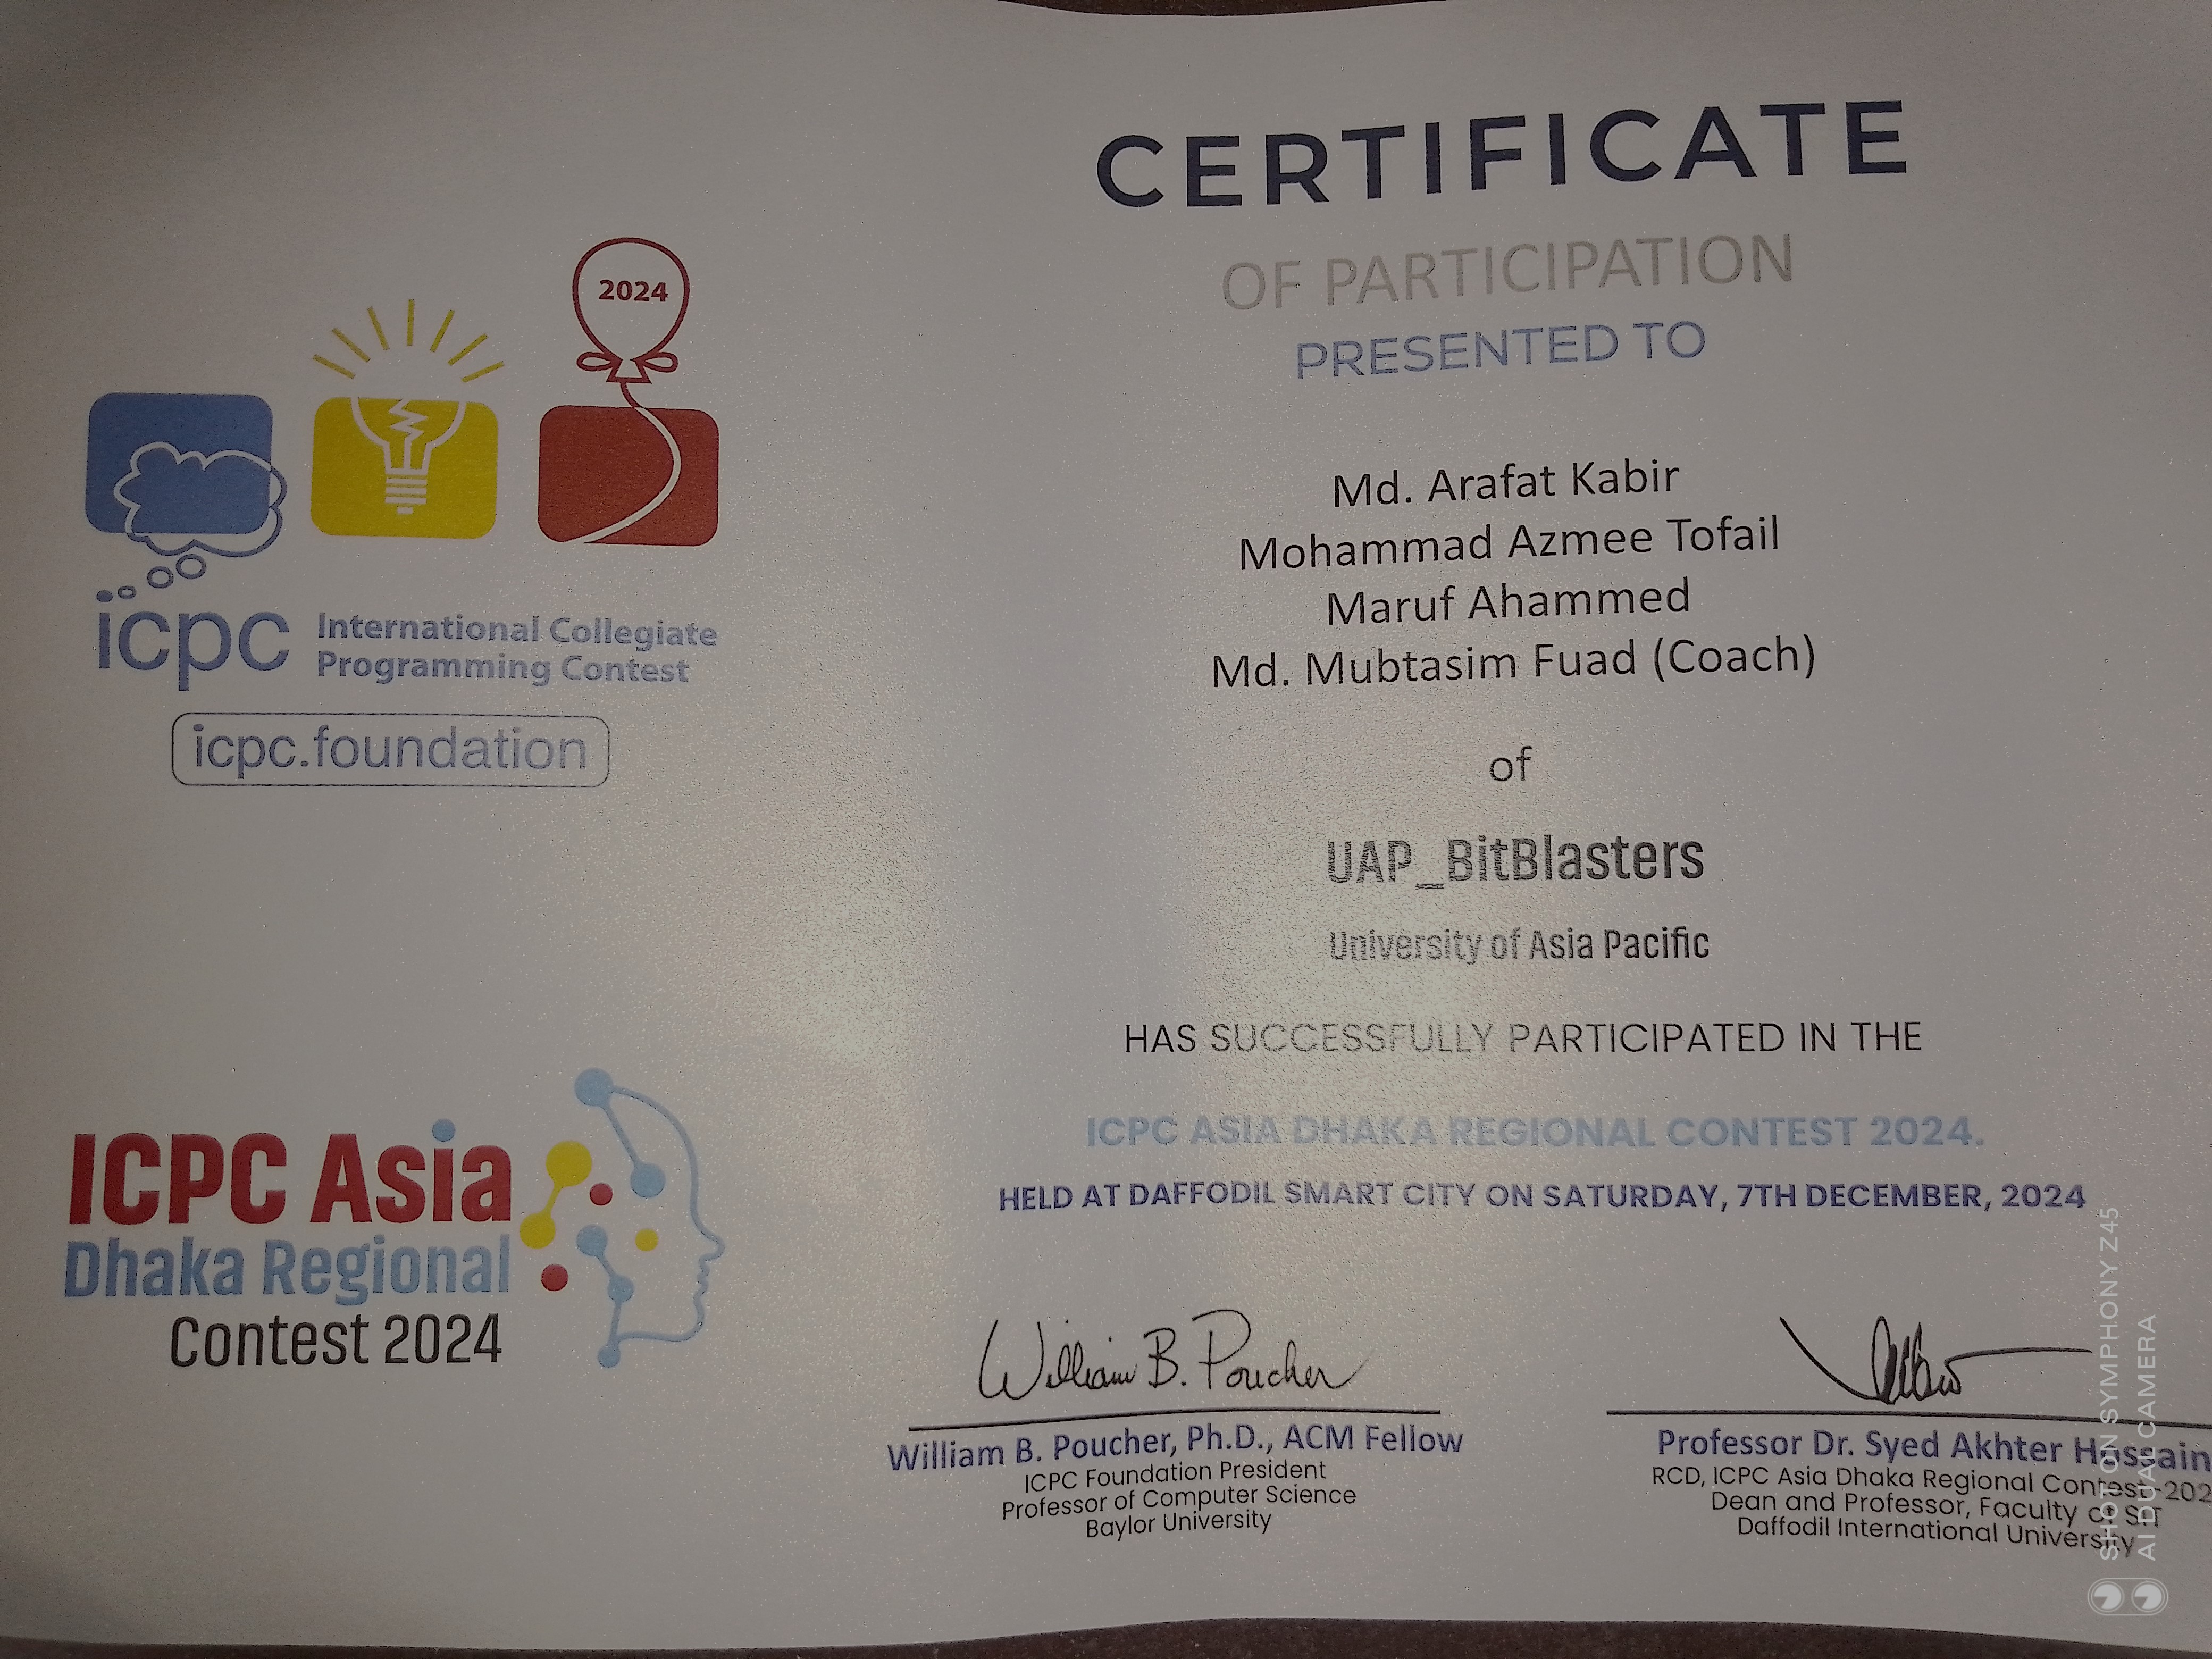 2024
icpc
International Collegiate
Programming Contest
icpc.foundation
ICPC Asia
Dhaka Regional
Contest 2024
CERTIFICATE
OF PARTICIPATION
PRESENTED TO
Md. Arafat Kabir
Mohammad Azmee Tofail
Maruf Ahammed
Md. Mubtasim Fuad (Coach)
of
UAP_BitBlasters
University of Asia Pacific
HAS SUCCESSFULLY PARTICIPATED IN THE
ICPC ASIA DHAKA REGIONAL CONTEST 2024.
HELD AT DAFFODIL SMART CITY ON SATURDAY, 7TH DECEMBER, 2024
William B. Poucher
William B. Poucher, Ph.D., ACM Fellow
ICPC Foundation President
Professor of Computer Science
Baylor University
Professor Dr. Syed Akhter Hossain
RCD, ICPC Asia Dhaka Regional Contest-202
Dean and Professor, Faculty of SIT
Daffodil International University
SHOT ON SYMPHONY Z45
AI DUAL CAMERA